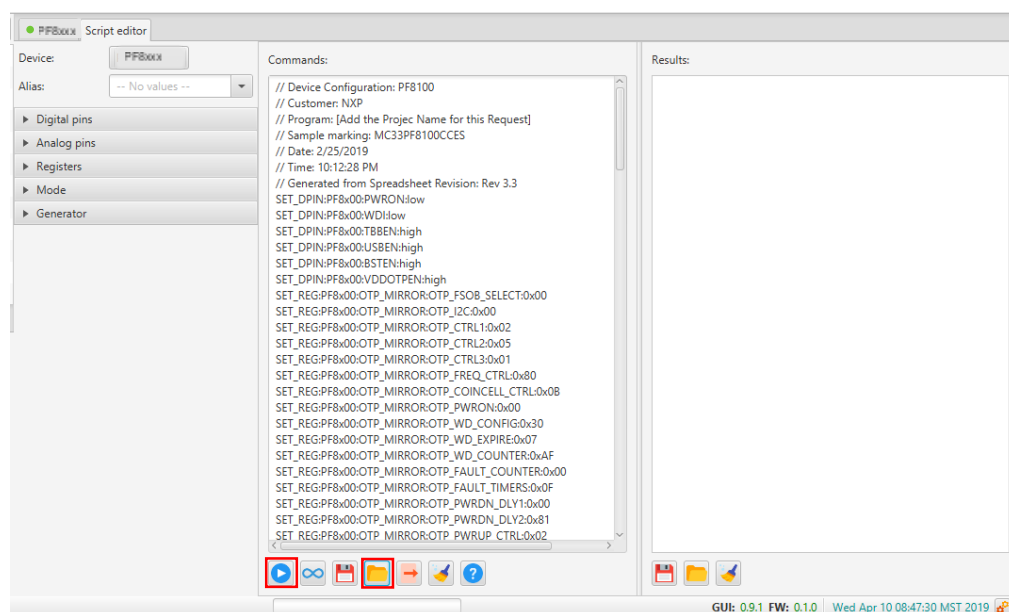 PF8xxx Script editor
Device: PF8xxx
Alias: -- No values --
Digital pins
Analog pins
Registers
Mode
Generator
Commands:
// Device Configuration: PF8100
// Customer: NXP
// Program: [Add the Projec Name for this Request]
// Sample marking: MC33PF8100CCES
// Date: 2/25/2019
// Time: 10:12:28 PM
// Generated from Spreadsheet Revision: Rev 3.3
SET_DPIN:PF8x00:PWRON:low
SET_DPIN:PF8x00:WDI:low
SET_DPIN:PF8x00:TBBEN:high
SET_DPIN:PF8x00:USBEN:high
SET_DPIN:PF8x00:BSTEN:high
SET_DPIN:PF8x00:VDDOTPEN:high
SET_REG:PF8x00:OTP_MIRROR:OTP_FSOB_SELECT:0x00
SET_REG:PF8x00:OTP_MIRROR:OTP_I2C:0x00
SET_REG:PF8x00:OTP_MIRROR:OTP_CTRL1:0x02
SET_REG:PF8x00:OTP_MIRROR:OTP_CTRL2:0x05
SET_REG:PF8x00:OTP_MIRROR:OTP_CTRL3:0x01
SET_REG:PF8x00:OTP_MIRROR:OTP_FREQ_CTRL:0x80
SET_REG:PF8x00:OTP_MIRROR:OTP_COINCELL_CTRL:0x0B
SET_REG:PF8x00:OTP_MIRROR:OTP_PWRON:0x00
SET_REG:PF8x00:OTP_MIRROR:OTP_WD_CONFIG:0x30
SET_REG:PF8x00:OTP_MIRROR:OTP_WD_EXPIRE:0x07
SET_REG:PF8x00:OTP_MIRROR:OTP_WD_COUNTER:0xAF
SET_REG:PF8x00:OTP_MIRROR:OTP_FAULT_COUNTER:0x00
SET_REG:PF8x00:OTP_MIRROR:OTP_FAULT_TIMERS:0x0F
SET_REG:PF8x00:OTP_MIRROR:OTP_PWRDN_DLY1:0x00
SET_REG:PF8x00:OTP_MIRROR:OTP_PWRDN_DLY2:0x81
SET_REG:PF8x00:OTP_MIRROR:OTP_PWRUP_CTRL:0x02
Results:
GUI: 0.9.1 FW: 0.1.0 Wed Apr 10 08:47:30 MST 2019